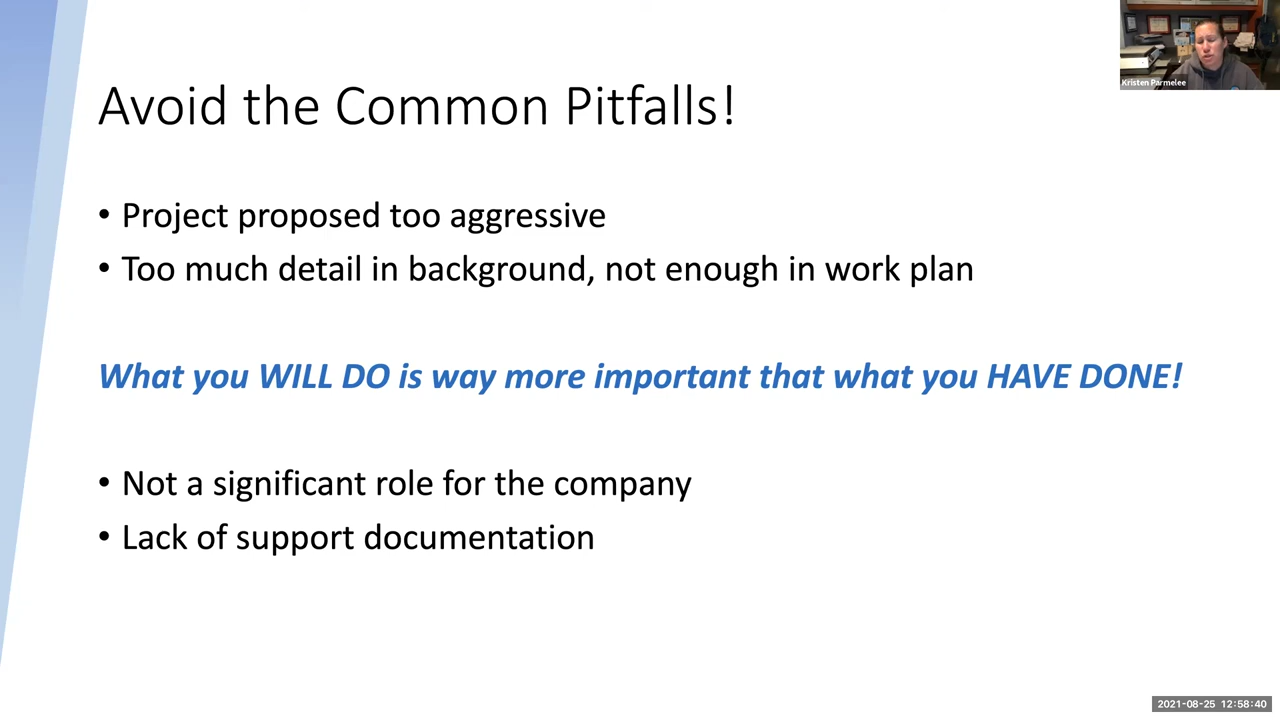 Kristen Parmelee
Avoid the Common Pitfalls!
• Project proposed too aggressive
• Too much detail in background, not enough in work plan
What you WILL DO is way more important that what you HAVE DONE!
• Not a significant role for the company
• Lack of support documentation
2021-08-25 12:58:40